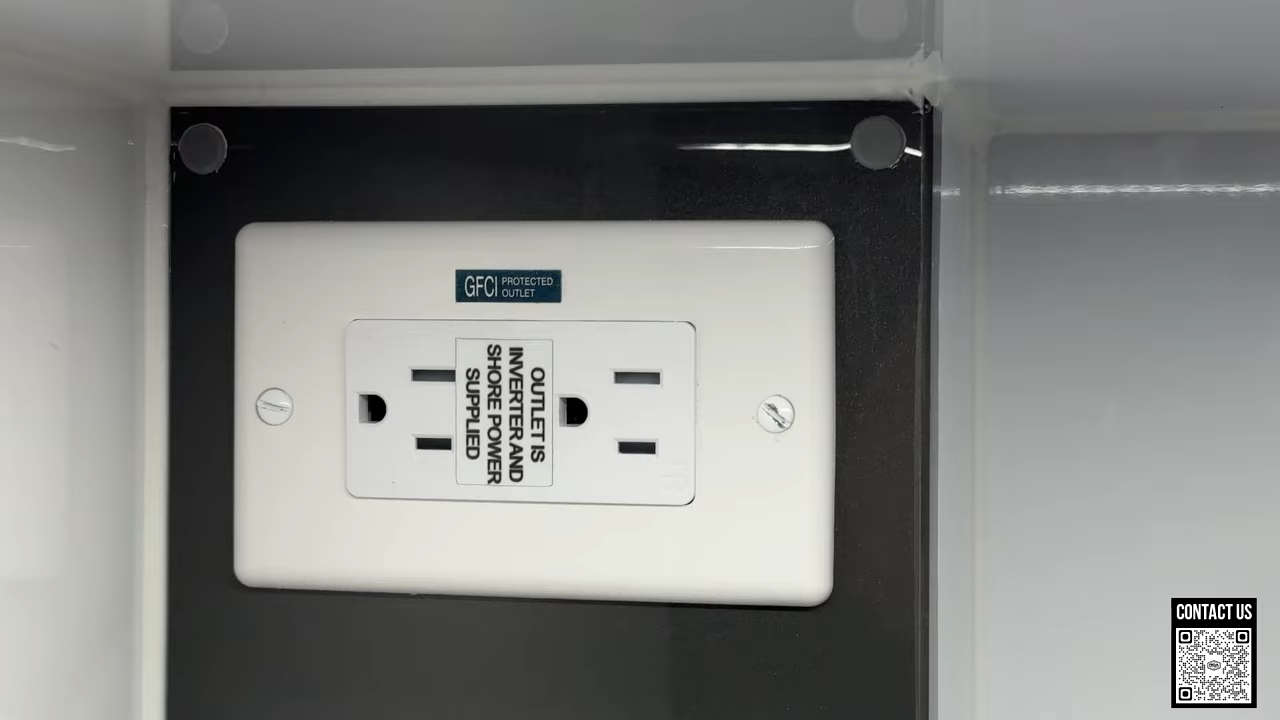 GFCI PROTECTED
OUTLET
OUTLET IS
INVERTER AND
SHORE POWER
SUPPLIED
CONTACT US